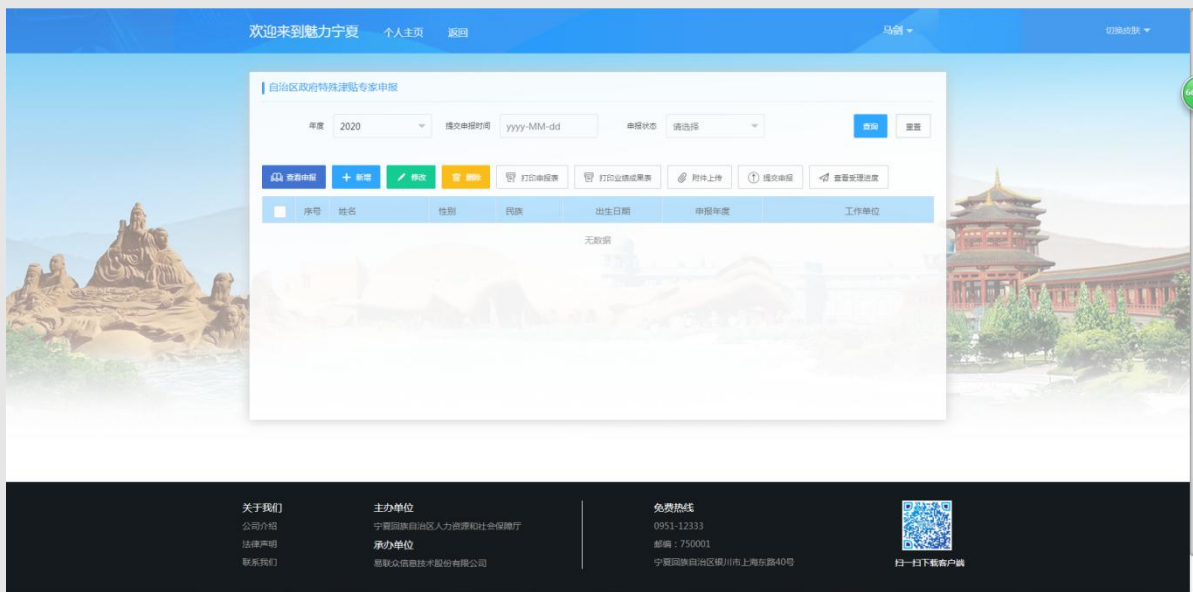 欢迎来到魅力宁夏 个人主页 返回 马剑 切换皮肤
自治区政府特殊津贴专家申报
年度 2020 提交申报时间 yyyy-MM-dd 申报状态 请选择 查询 重置
查看申报 新增 修改 删除 打印申报表 打印业绩成果表 附件上传 提交申报 查看受理进度
序号 姓名 性别 民族 出生日期 申报年度 工作单位
无数据
关于我们 主办单位 免费热线
公司介绍 宁夏回族自治区人力资源和社会保障厅 0951-12333
法律声明 承办单位 邮编：750001
联系我们 易联众信息技术股份有限公司 宁夏回族自治区银川市上海东路40号 扫一扫下载客户端